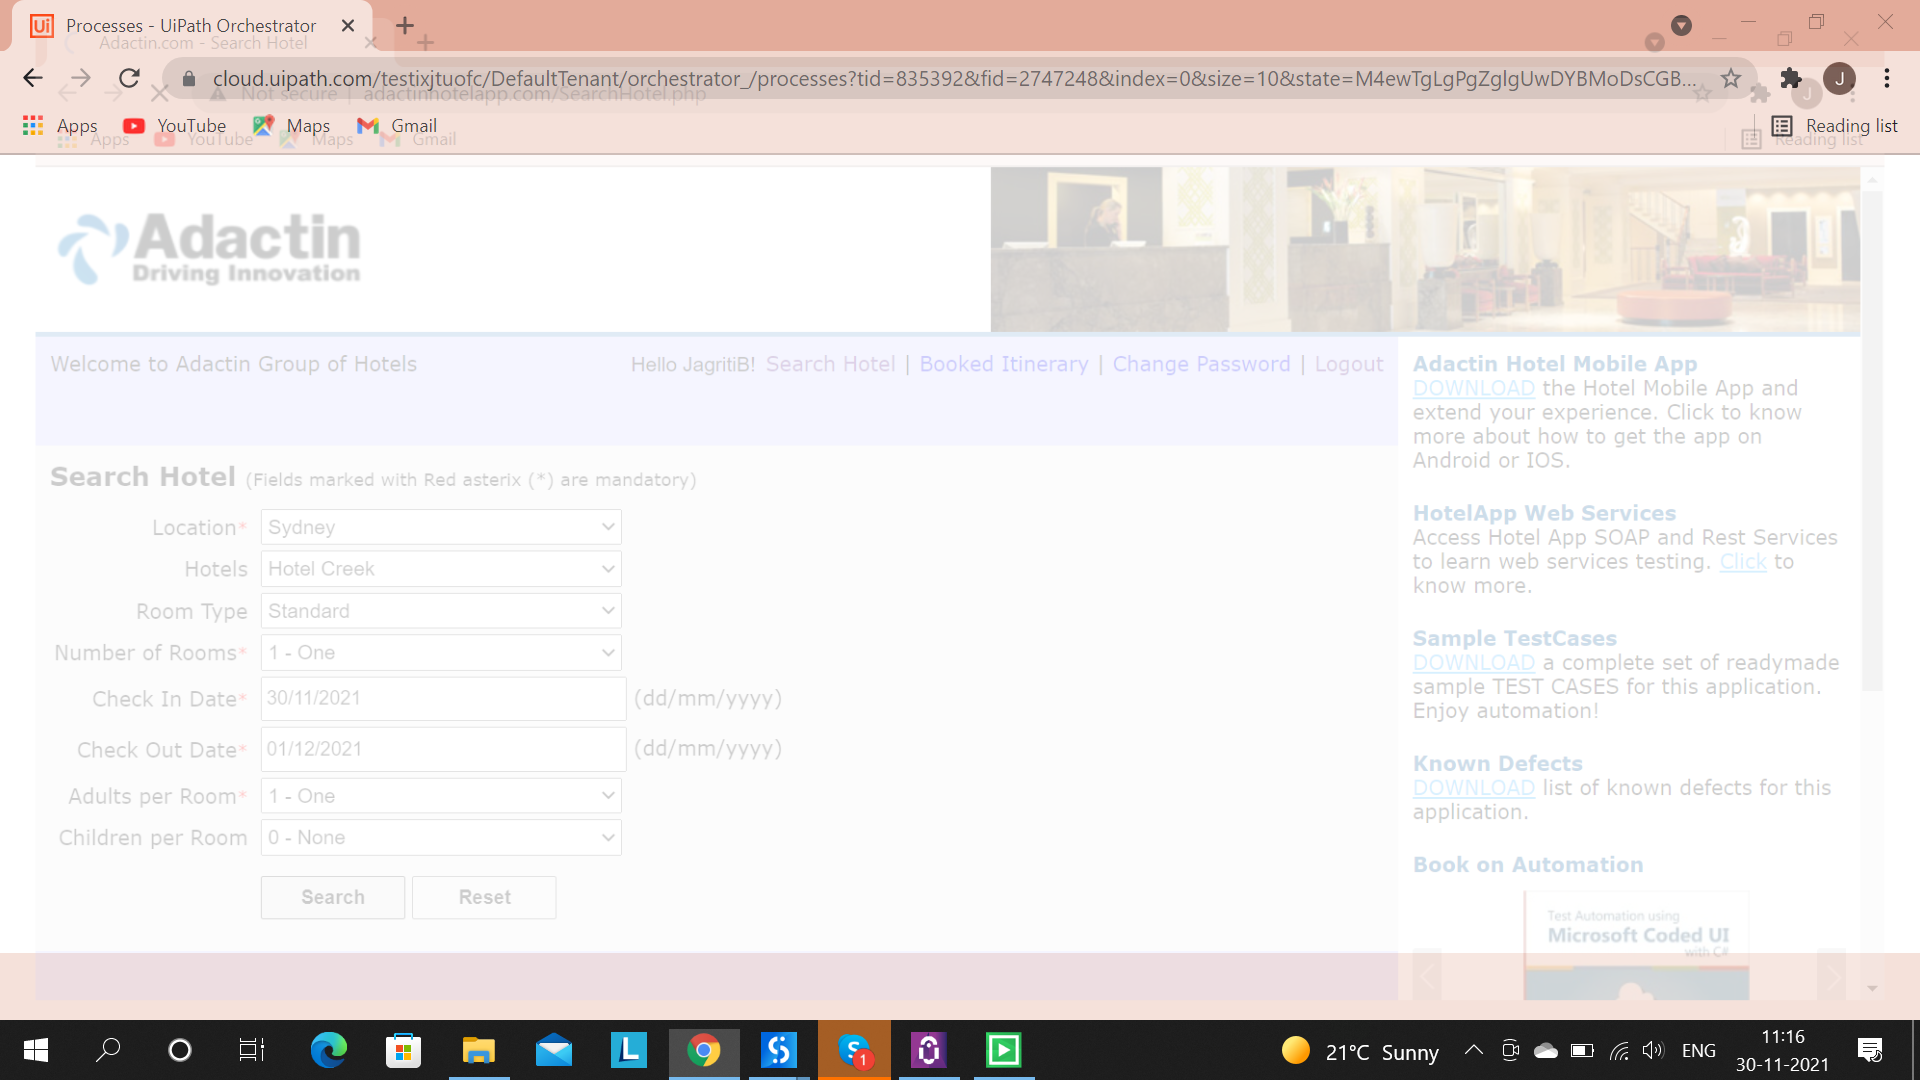 Processes - UiPath Orchestrator
Adactin.com - Search Hotel
cloud.uipath.com/testixjtuofc/DefaultTenant/orchestrator_/processes?tid=835392&fid=2747248&index=0&size=10&state=M4ewTgLgPgZglgUwDYBMoDsCGB...
J
Not secure | adactinhotelapp.com/SearchHotel.php
J
Apps YouTube Maps Gmail Reading list
Apps YouTube Maps Gmail Reading list
Adactin
Driving Innovation
Welcome to Adactin Group of Hotels
Hello JagritiB! Search Hotel | Booked Itinerary | Change Password | Logout
Search Hotel (Fields marked with Red asterix (*) are mandatory)
Location* Sydney
Hotels Hotel Creek
Room Type Standard
Number of Rooms* 1 - One
Check In Date* 30/11/2021 (dd/mm/yyyy)
Check Out Date* 01/12/2021 (dd/mm/yyyy)
Adults per Room* 1 - One
Children per Room 0 - None
Search Reset
Adactin Hotel Mobile App
DOWNLOAD the Hotel Mobile App and
extend your experience. Click to know
more about how to get the app on
Android or IOS.
HotelApp Web Services
Access Hotel App SOAP and Rest Services
to learn web services testing. Click to
know more.
Sample TestCases
DOWNLOAD a complete set of readymade
sample TEST CASES for this application.
Enjoy automation!
Known Defects
DOWNLOAD list of known defects for this
application.
Book on Automation
Test Automation using
Microsoft Coded UI
with C#
L
S
1
21°C Sunny
ENG
11:16
30-11-2021